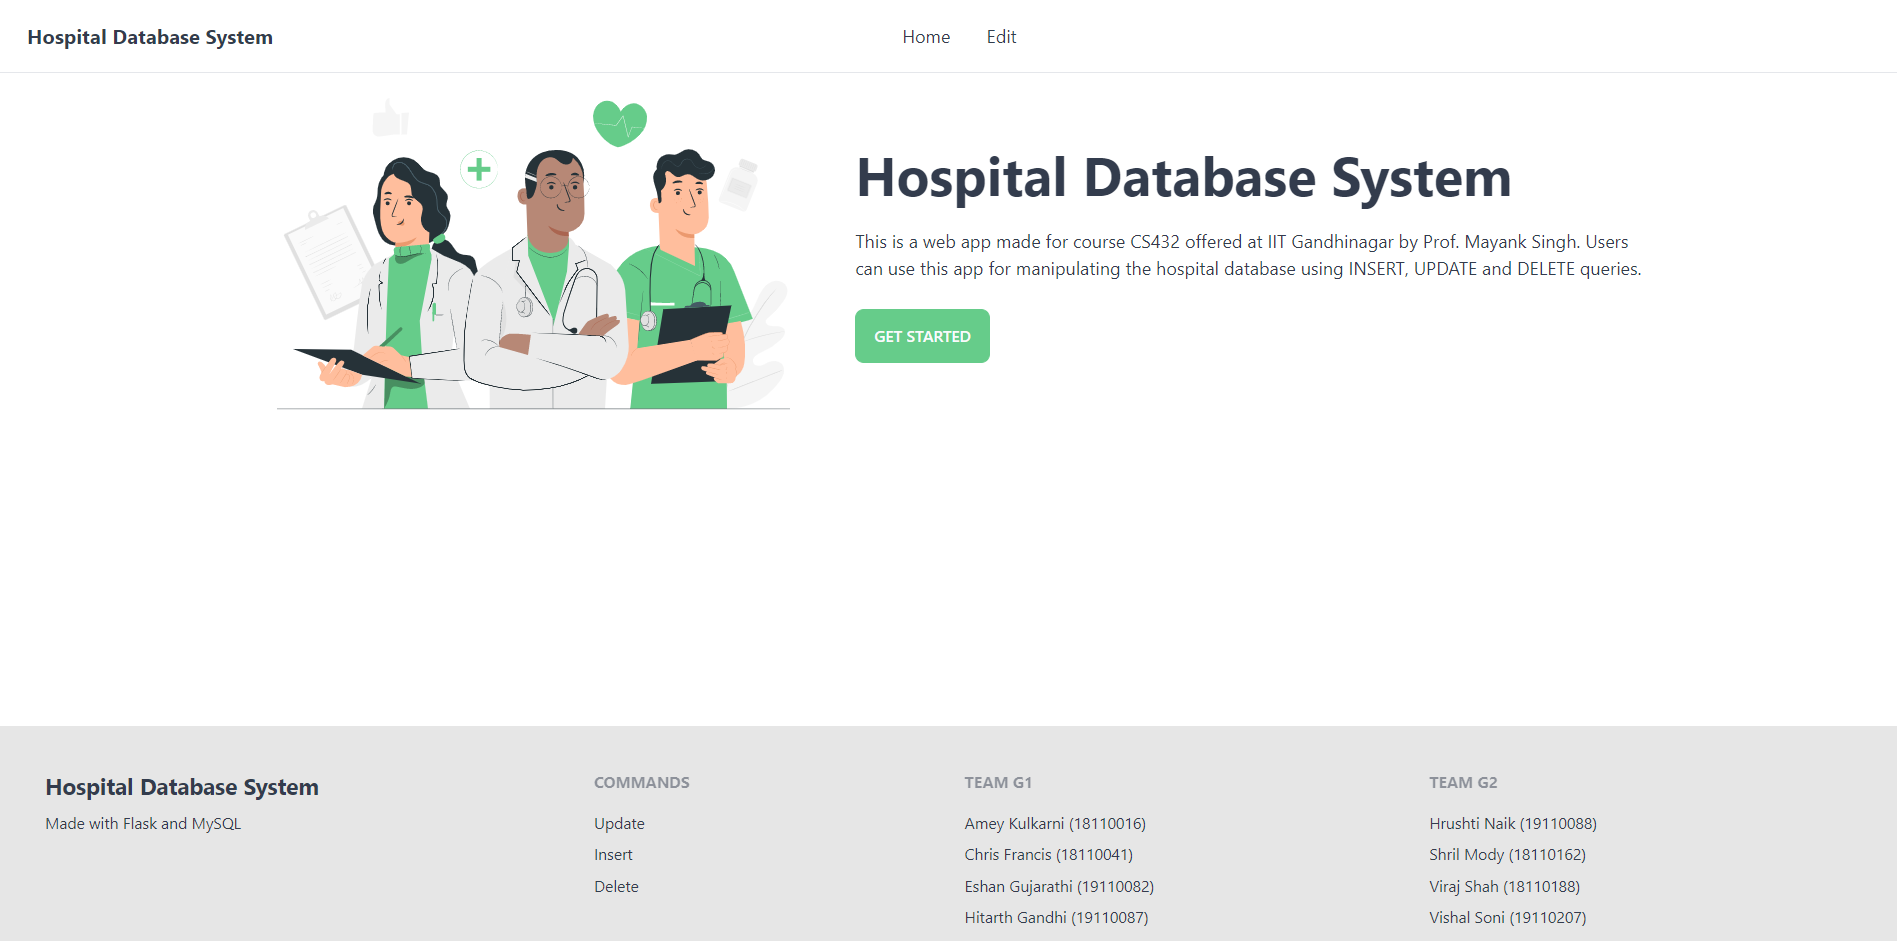 Hospital Database System
Home
Edit
Hospital Database System
This is a web app made for course CS432 offered at IIT Gandhinagar by Prof. Mayank Singh. Users
can use this app for manipulating the hospital database using INSERT, UPDATE and DELETE queries.
GET STARTED
Hospital Database System
Made with Flask and MySQL
COMMANDS
Update
Insert
Delete
TEAM G1
Amey Kulkarni (18110016)
Chris Francis (18110041)
Eshan Gujarathi (19110082)
Hitarth Gandhi (19110087)
TEAM G2
Hrushti Naik (19110088)
Shril Mody (18110162)
Viraj Shah (18110188)
Vishal Soni (19110207)